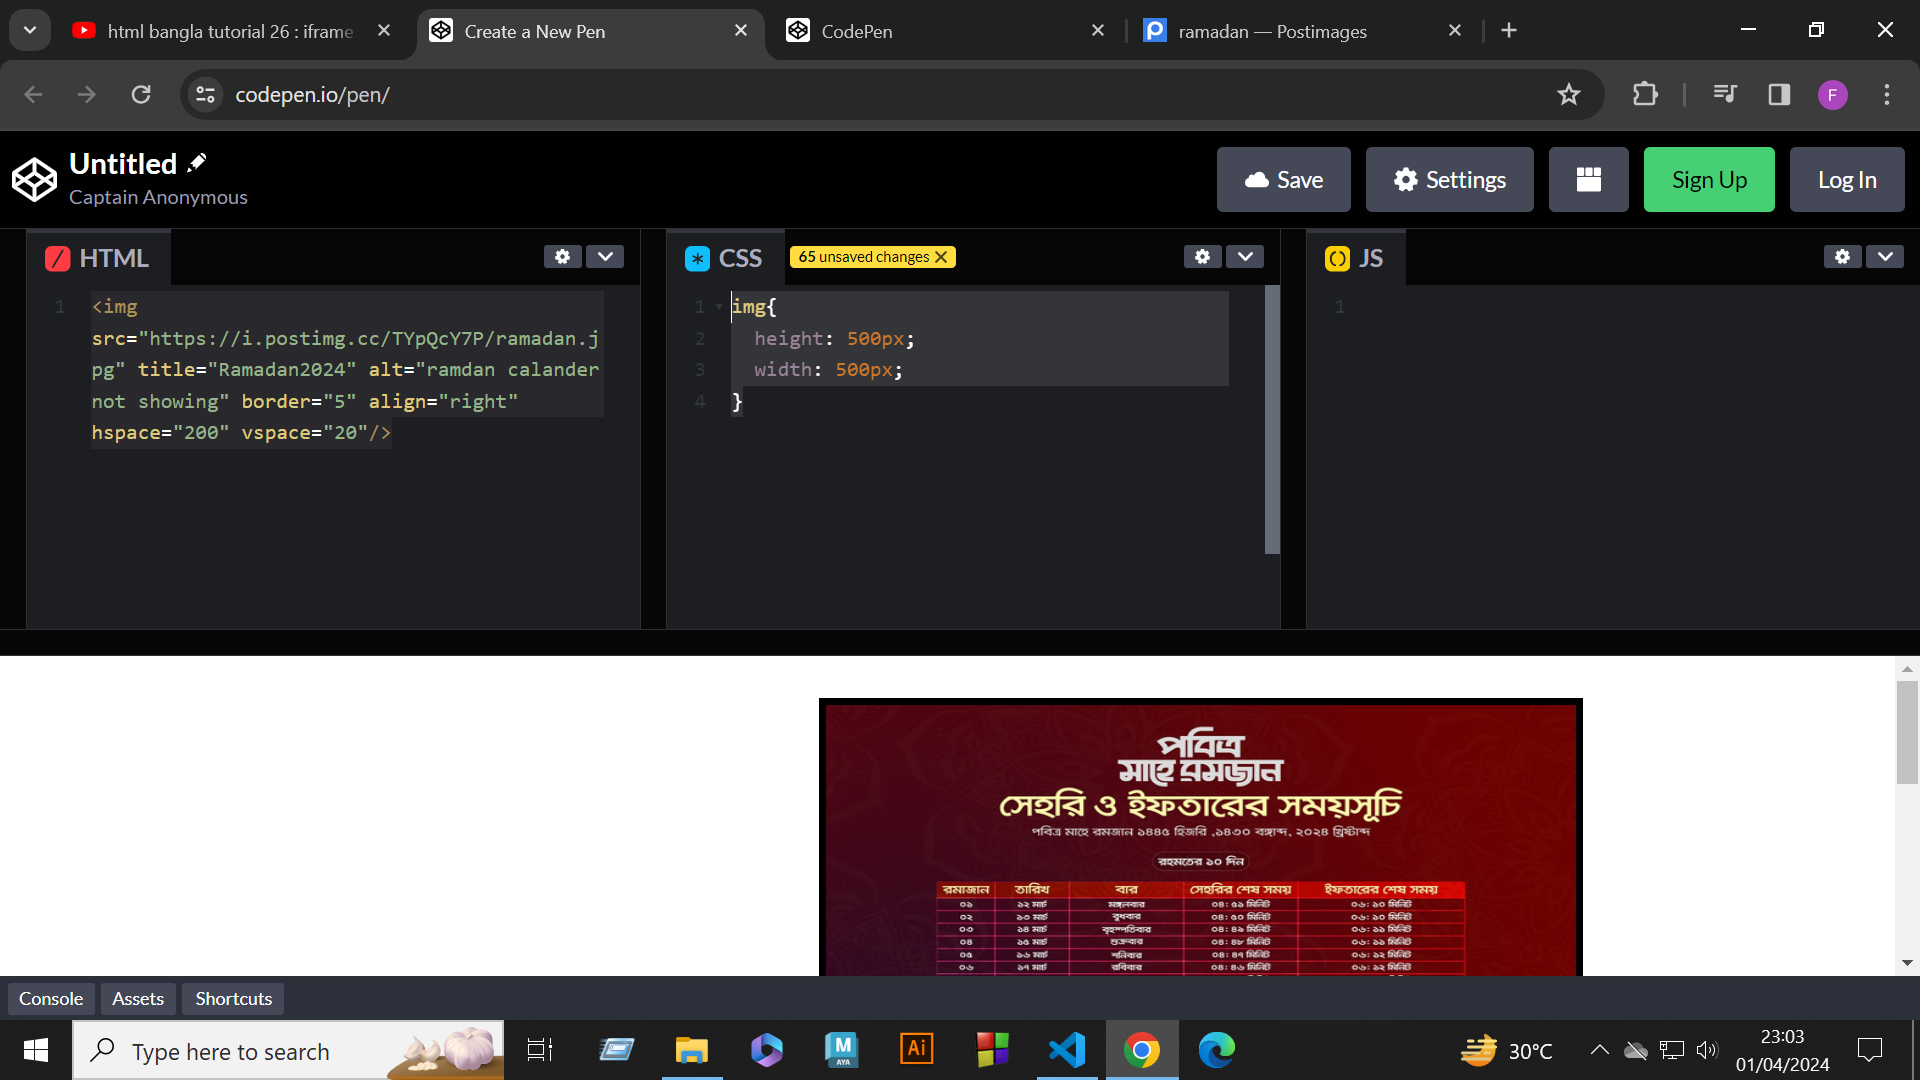 html bangla tutorial 26 : iframe
Create a New Pen
CodePen
ramadan — Postimages
codepen.io/pen/
F
Untitled
Captain Anonymous
Save
Settings
Sign Up
Log In
HTML
CSS
65 unsaved changes
JS
1
<img
src="https://i.postimg.cc/TYpQcY7P/ramadan.j
pg" title="Ramadan2024" alt="ramdan calander
not showing" border="5" align="right"
hspace="200" vspace="20"/>
1 img{
2 height: 500px;
3 width: 500px;
4 }
1
পবিত্র
মাহে রমজান
সেহরি ও ইফতারের সময়সূচি
পবিত্র মাহে রমজান ১৪৪৫ হিজরি ,১৪৩০ বঙ্গাব্দ, ২০২৪ খ্রিষ্টাব্দ
রহমতের ১০ দিন
রমাজান তারিখ বার সেহরির শেষ সময় ইফতারের শেষ সময়
০১ ১২ মার্চ মঙ্গলবার ০৪: ৫১ মিনিট ০৬: ১০ মিনিট
০২ ১৩ মার্চ বুধবার ০৪: ৫০ মিনিট ০৬: ১০ মিনিট
০৩ ১৪ মার্চ বৃহস্পতিবার ০৪: ৪৯ মিনিট ০৬: ১১ মিনিট
০৪ ১৫ মার্চ শুক্রবার ০৪: ৪৮ মিনিট ০৬: ১১ মিনিট
০৫ ১৬ মার্চ শনিবার ০৪: ৪৭ মিনিট ০৬: ১২ মিনিট
০৬ ১৭ মার্চ রবিবার ০৪: ৪৬ মিনিট ০৬: ১২ মিনিট
Console
Assets
Shortcuts
Type here to search
M
AYA
Ai
30°C
23:03
01/04/2024